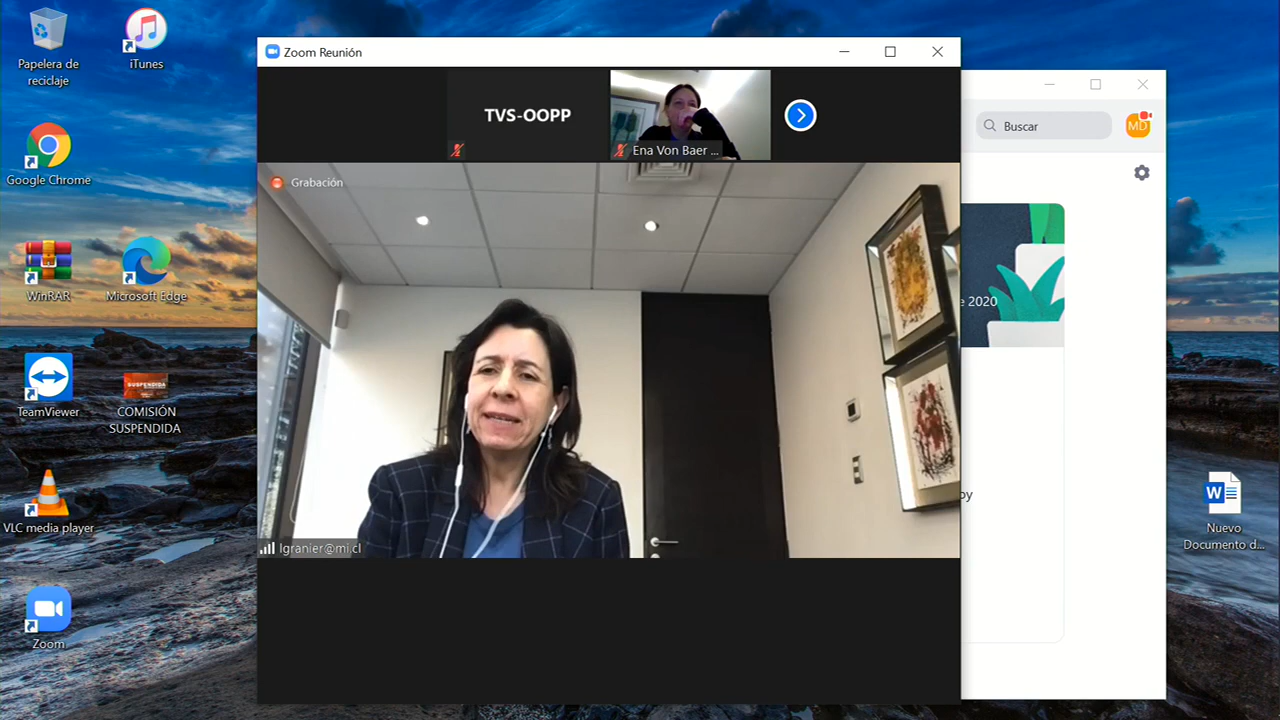 Papelera de
reciclaje
iTunes
Google Chrome
WinRAR
Microsoft Edge
TeamViewer
SUSPENDIDA
COMISIÓN
SUSPENDIDA
VLC media player
Zoom
Zoom Reunión
TVS-OOPP
Ena Von Baer ...
Grabación
lgranier@mi.cl
Buscar
MD
e 2020
oy
W
Nuevo
Documento d...